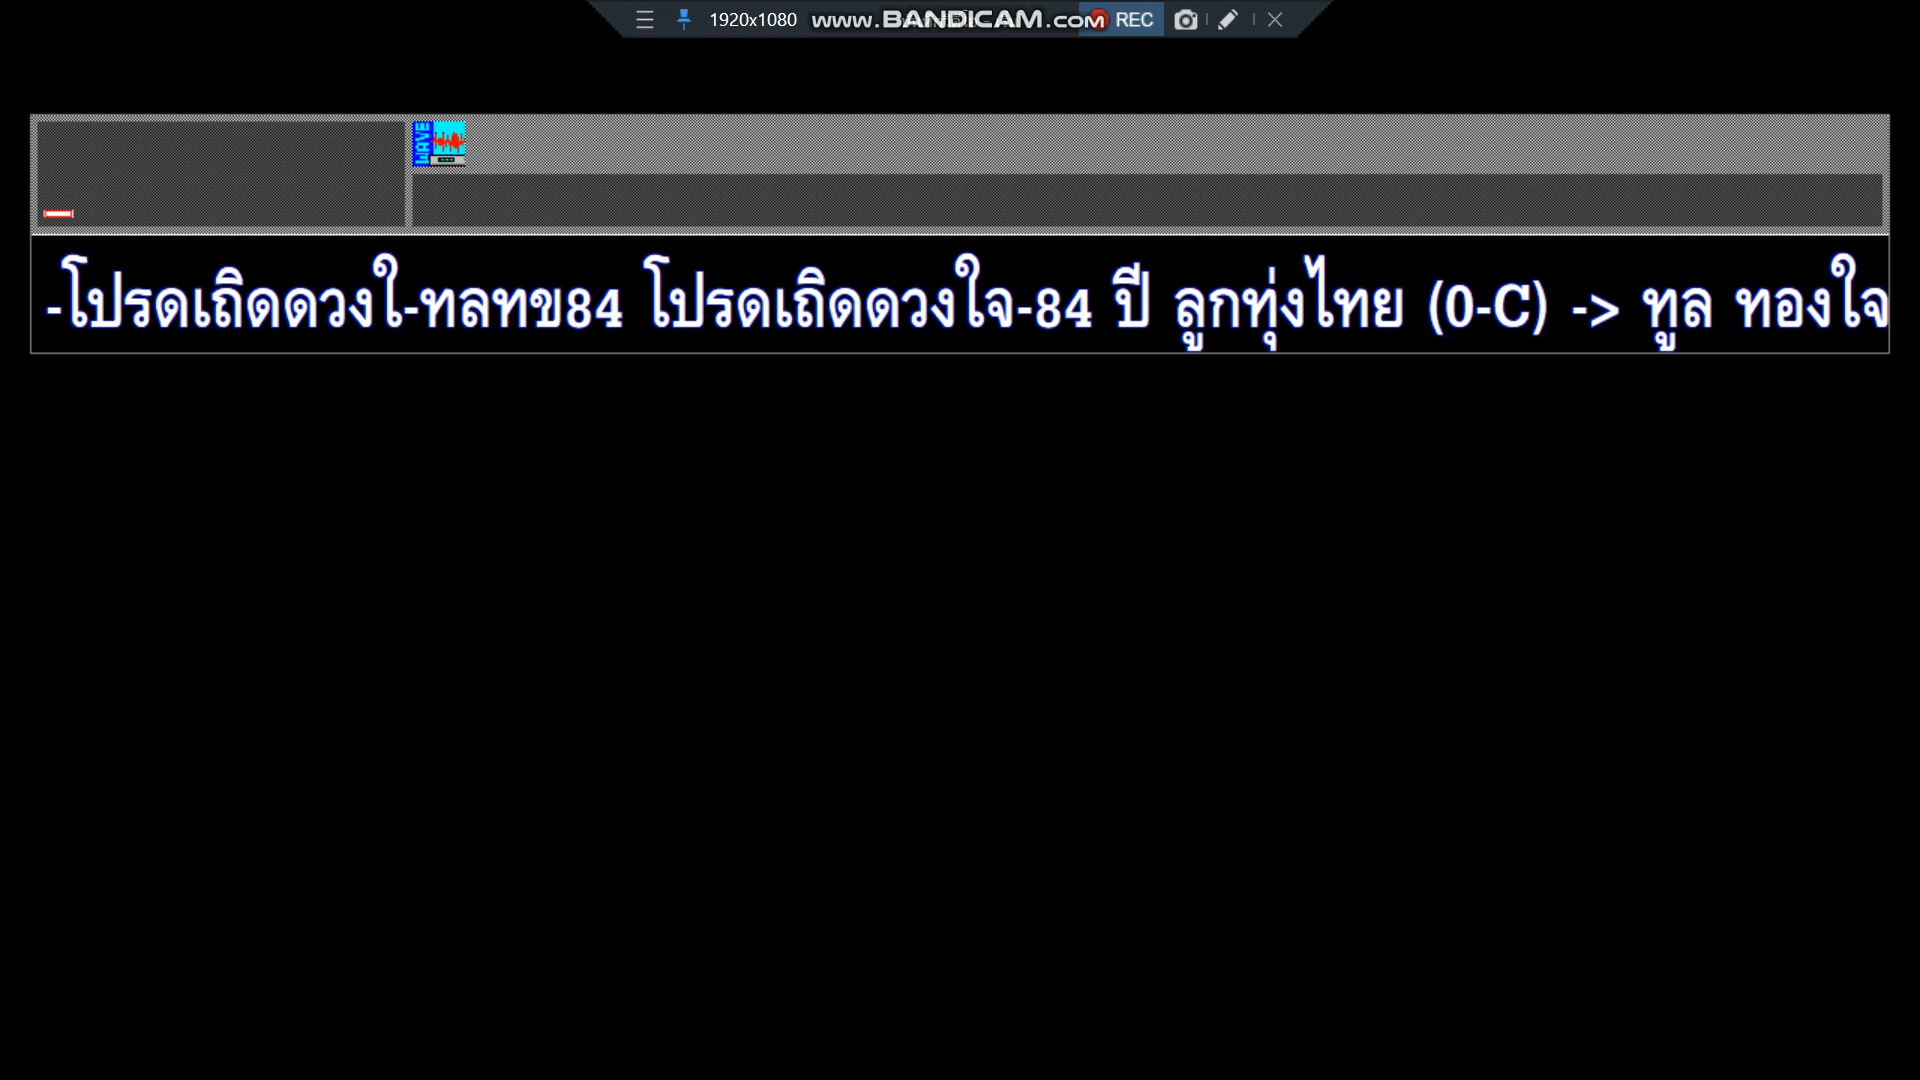 1920x1080 www.BANDICAM.COM REC
WAVE
-โปรดเถิดดวงใ-ทลทข84 โปรดเถิดดวงใจ-84 ปี ลูกทุ่งไทย (0-C) -> ทูล ทองใจ